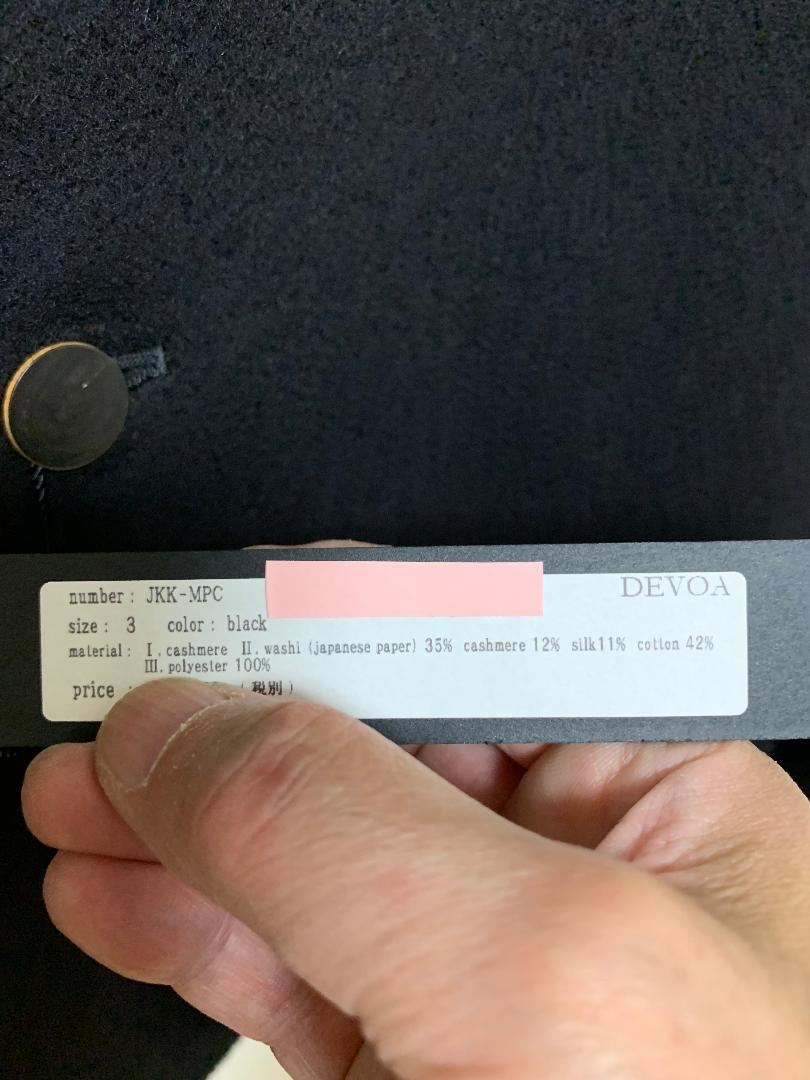 number : JKK-MPC DEVOA
size : 3 color : black
material : Ⅰ. cashmere Ⅱ. washi (japanese paper) 35% cashmere 12% silk11% cotton 42%
Ⅲ. polyester 100%
price : (税別)